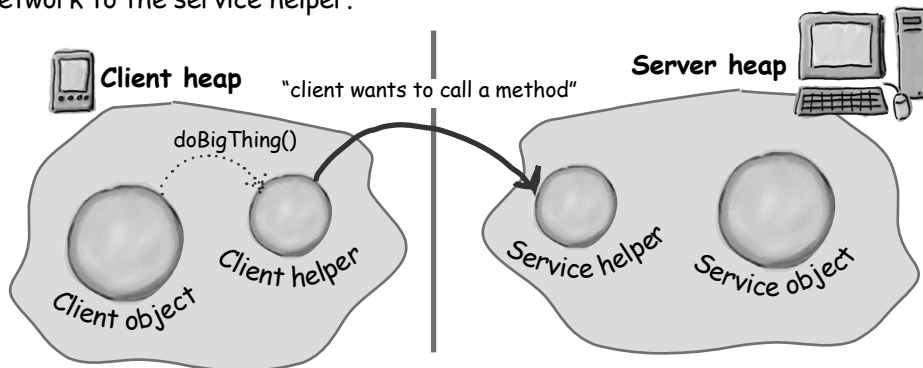 network to the service helper.
Client heap
Server heap
“client wants to call a method”
doBigThing()
Client helper
Client object
Service helper
Service object